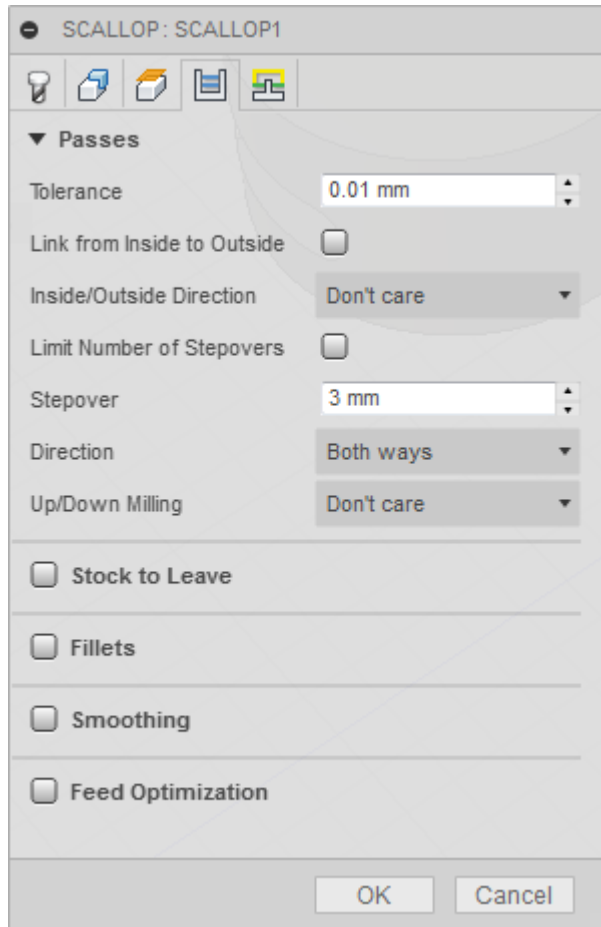 SCALLOP: SCALLOP1
Passes
Tolerance 0.01 mm
Link from Inside to Outside
Inside/Outside Direction Don't care
Limit Number of Stepovers
Stepover 3 mm
Direction Both ways
Up/Down Milling Don't care
Stock to Leave
Fillets
Smoothing
Feed Optimization
OK Cancel